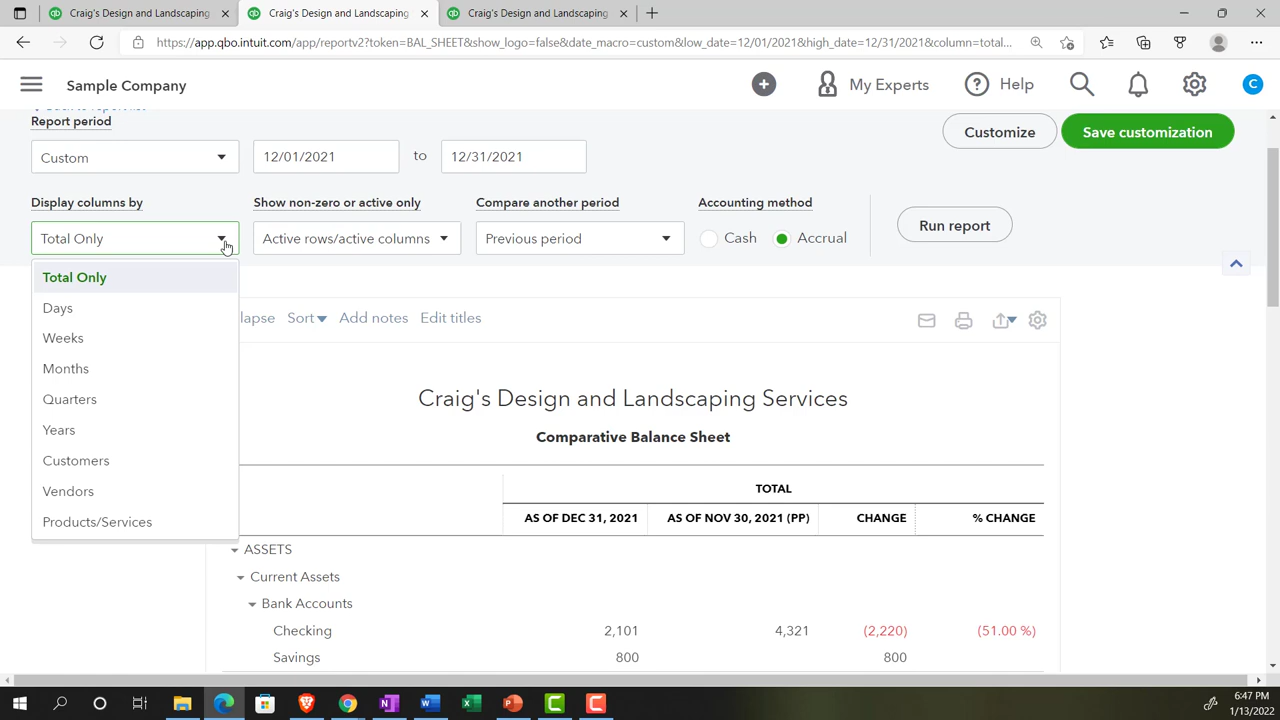 Craig's Design and Landscaping
Craig's Design and Landscaping
Craig's Design and Landscaping
https://app.qbo.intuit.com/app/reportv2?token=BAL_SHEET&show_logo=false&date_macro=custom&low_date=12/01/2021&high_date=12/31/2021&column=total...
Sample Company
My Experts
Help
C
Back to report list
Report period
Custom
12/01/2021
to
12/31/2021
Customize
Save customization
Display columns by
Show non-zero or active only
Compare another period
Accounting method
Total Only
Active rows/active columns
Previous period
Cash
Accrual
Run report
Total Only
Days
Weeks
Months
Quarters
Years
Customers
Vendors
Products/Services
lapse
Sort
Add notes
Edit titles
Craig's Design and Landscaping Services
Comparative Balance Sheet
TOTAL
AS OF DEC 31, 2021 AS OF NOV 30, 2021 (PP) CHANGE % CHANGE
ASSETS
Current Assets
Bank Accounts
Checking 2,101 4,321 (2,220) (51.00 %)
Savings 800 800
6:47 PM
1/13/2022